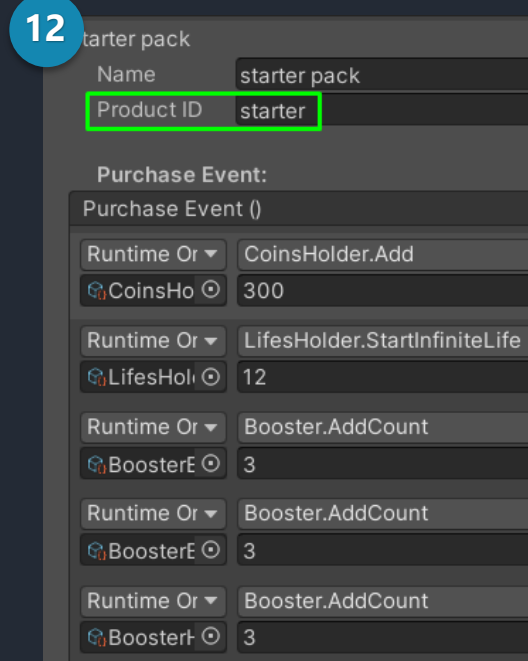 12
tarter pack
Name starter pack
Product ID starter
Purchase Event:
Purchase Event ()
Runtime Or CoinsHolder.Add
CoinsHo 300
Runtime Or LifesHolder.StartInfiniteLife
LifesHol 12
Runtime Or Booster.AddCount
BoosterE 3
Runtime Or Booster.AddCount
BoosterE 3
Runtime Or Booster.AddCount
BoosterH 3